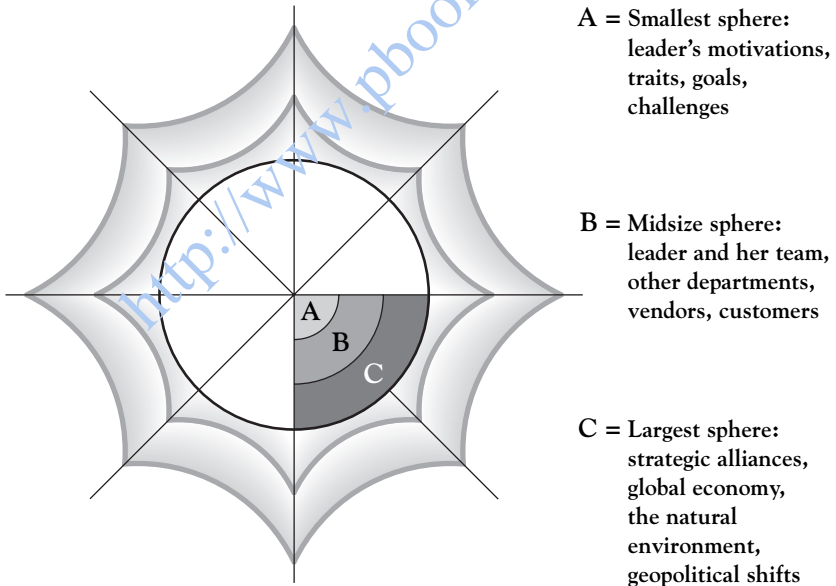 A = Smallest sphere:
leader's motivations,
traits, goals,
challenges
B = Midsize sphere:
leader and her team,
other departments,
vendors, customers
C = Largest sphere:
strategic alliances,
global economy,
the natural
environment,
geopolitical shifts
A
B
C
http://www.pboo